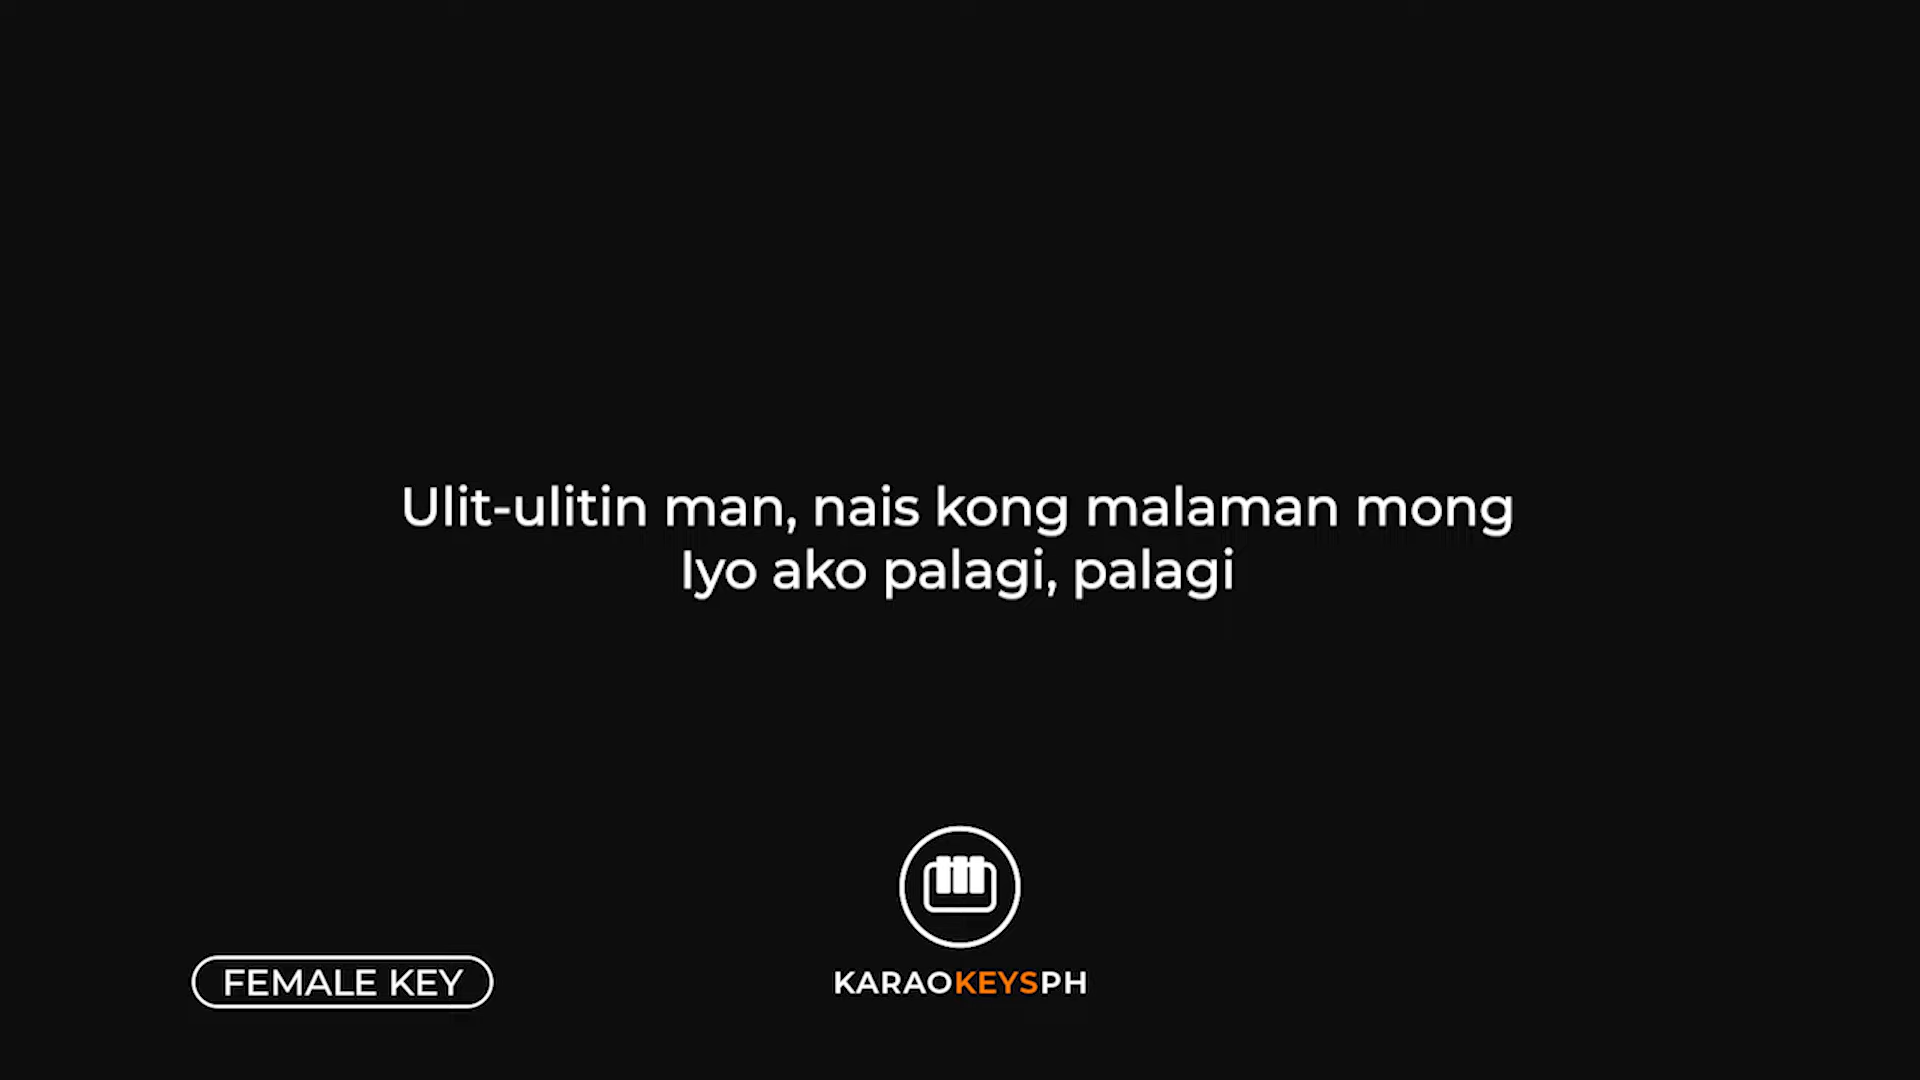 Ulit-ulitin man, nais kong malaman mong
Iyo ako palagi, palagi
FEMALE KEY
KARAOKEYSPH